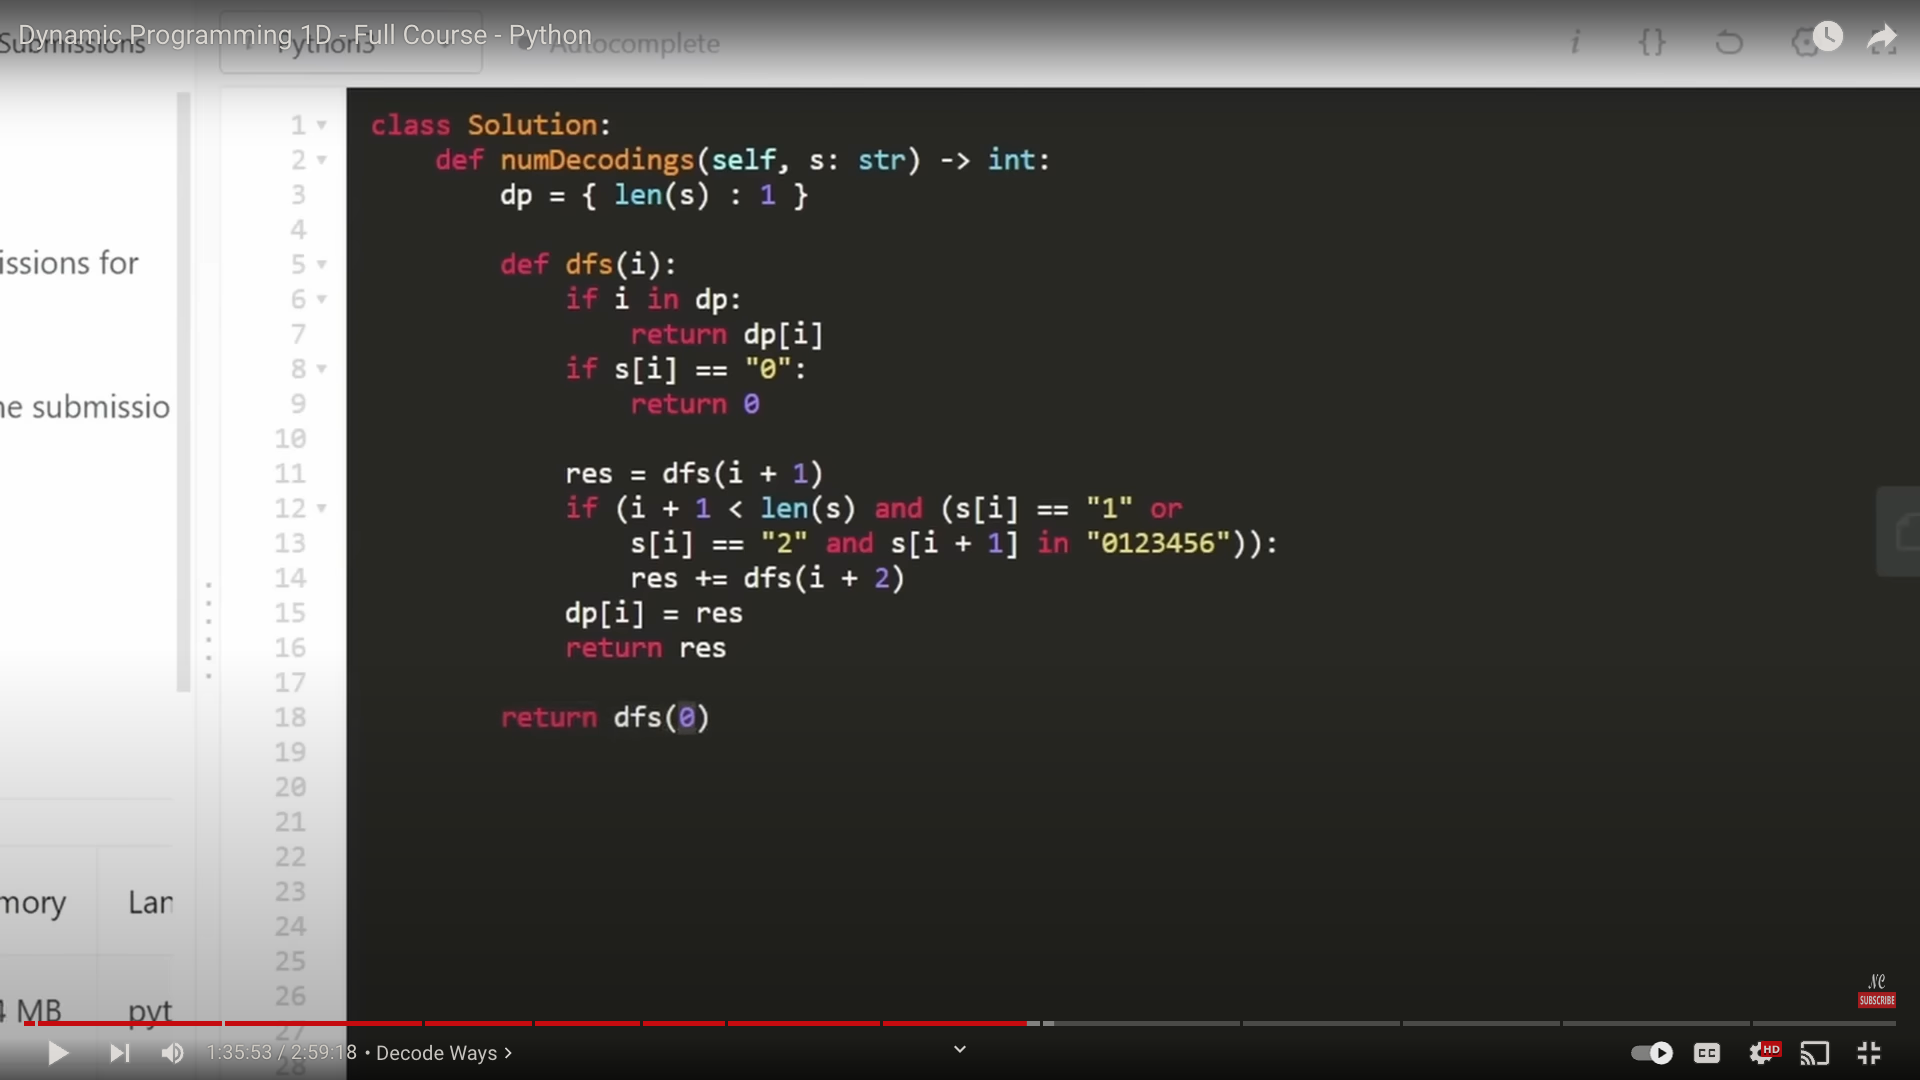 Dynamic Programming 1D - Full Course - Python
Submissions
Python3
Autocomplete
i {}
issions for
he submissio
mory Lan
4 MB pyt
1 class Solution:
2 def numDecodings(self, s: str) -> int:
3 dp = { len(s) : 1 }
4
5 def dfs(i):
6 if i in dp:
7 return dp[i]
8 if s[i] == "0":
9 return 0
10
11 res = dfs(i + 1)
12 if (i + 1 < len(s) and (s[i] == "1" or
13 s[i] == "2" and s[i + 1] in "0123456")):
14 res += dfs(i + 2)
15 dp[i] = res
16 return res
17
18 return dfs(0)
19
20
21
22
23
24
25
26
27
28
NC
SUBSCRIBE
1:35:53 / 2:59:18 • Decode Ways >
CC
HD